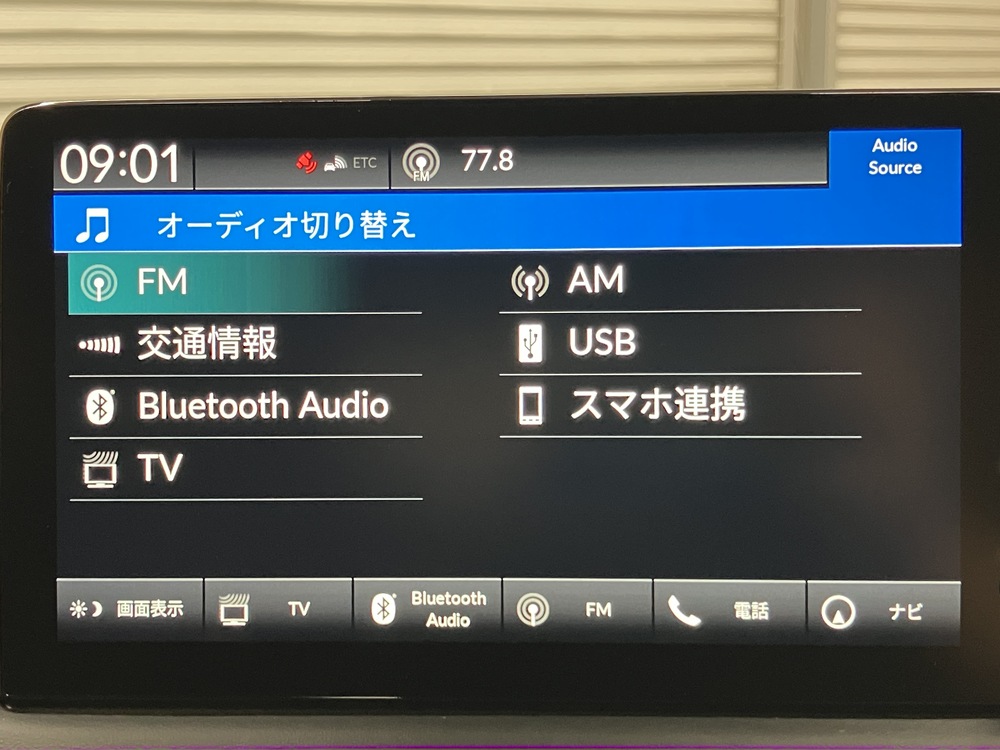 09:01 ETC FM 77.8
Audio
Source
オーディオ切り替え
FM
AM
交通情報
USB
Bluetooth Audio
スマホ連携
TV
画面表示
TV
Bluetooth
Audio
FM
電話
ナビ